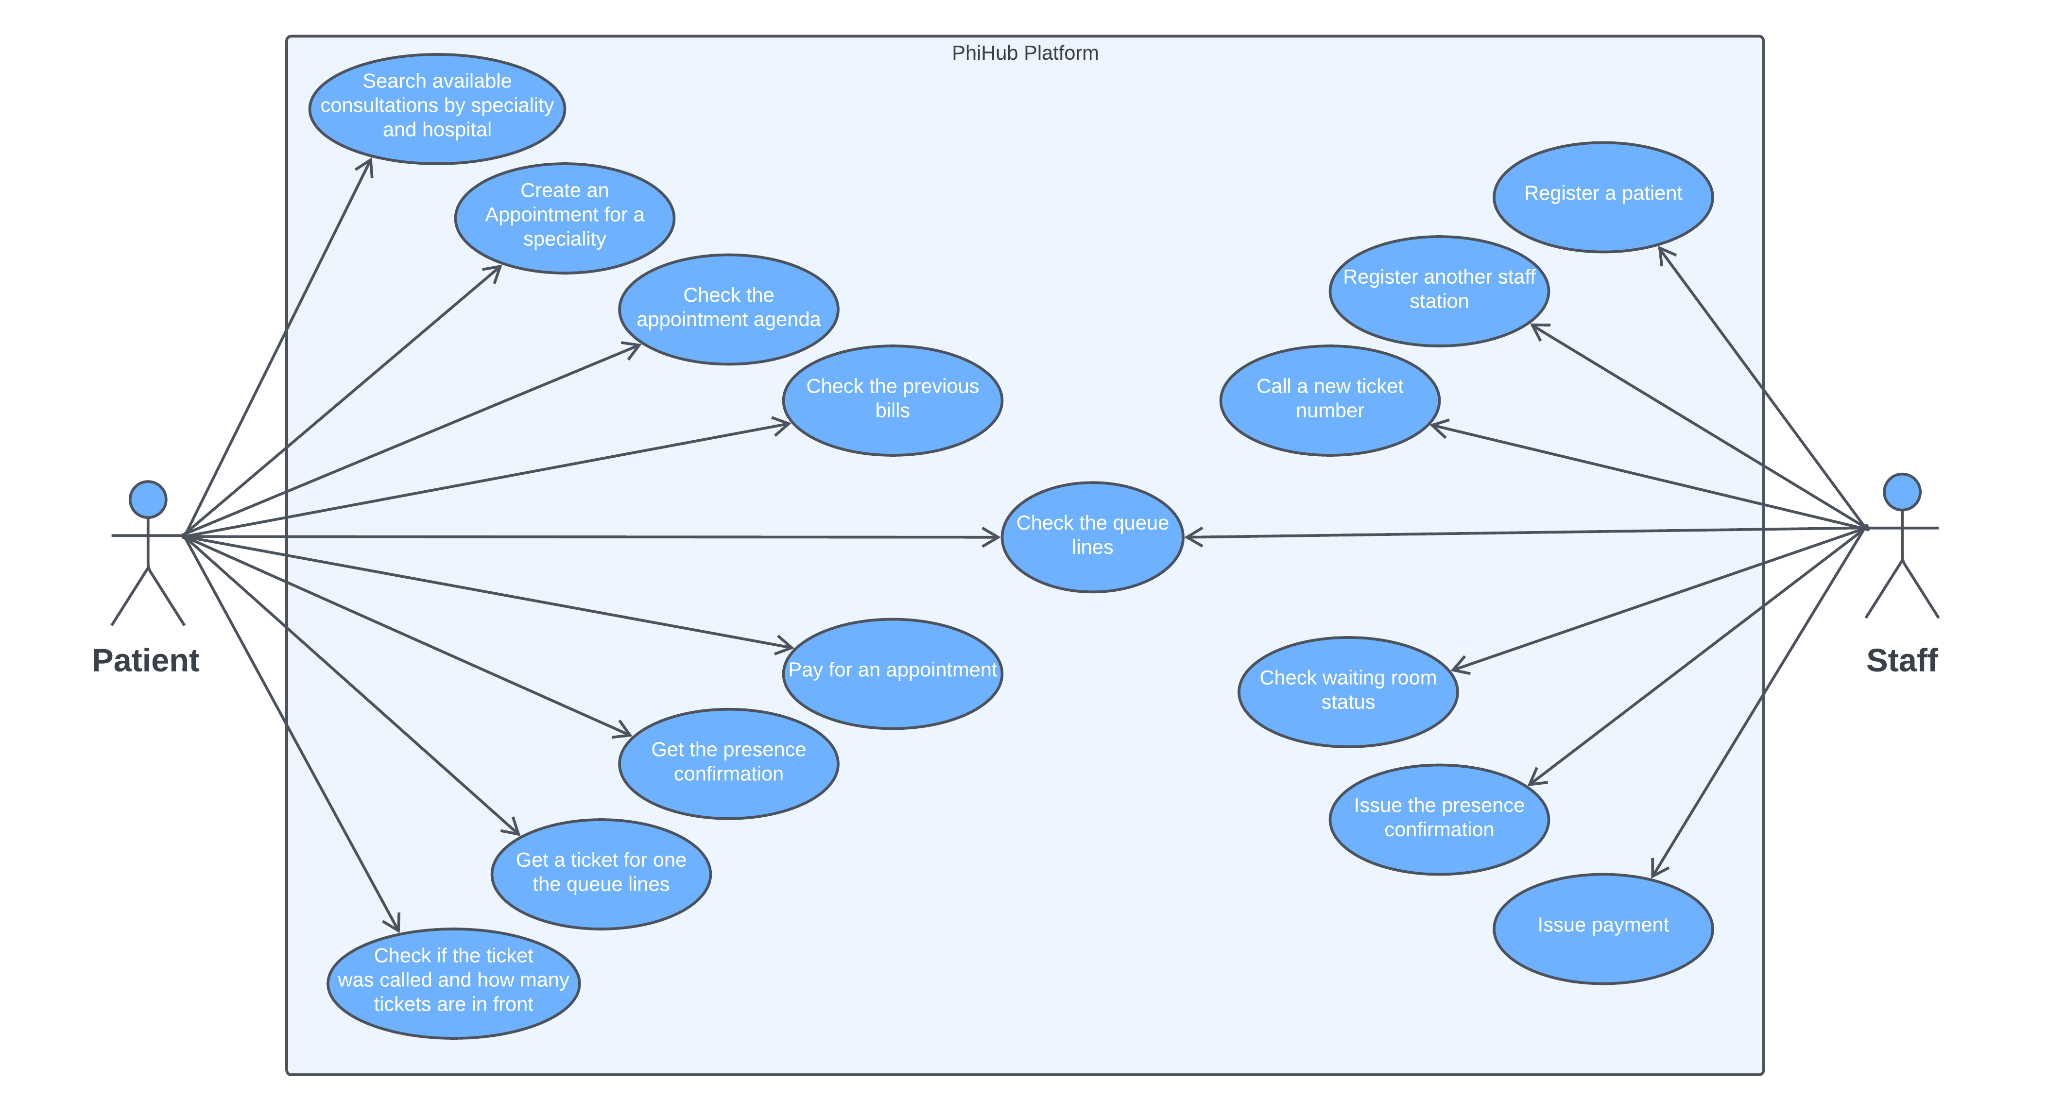 PhiHub Platform
Search available
consultations by speciality
and hospital
Create an
Appointment for a
speciality
Check the
appointment agenda
Check the previous
bills
Check the queue
lines
Pay for an appointment
Get the presence
confirmation
Get a ticket for one
the queue lines
Check if the ticket
was called and how many
tickets are in front
Patient
Register a patient
Register another staff
station
Call a new ticket
number
Check waiting room
status
Issue the presence
confirmation
Issue payment
Staff